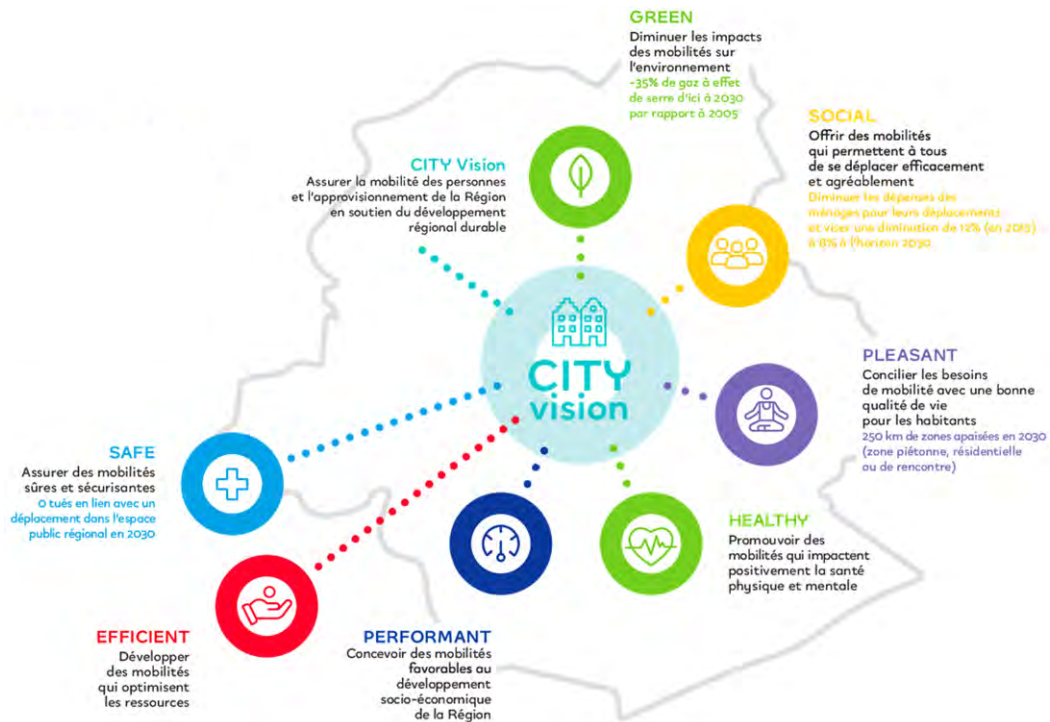 GREEN
Diminuer les impacts
des mobilités sur
l'environnement
-35% de gaz à effet
de serre d'ici à 2030
par rapport à 2005
SOCIAL
Offrir des mobilités
qui permettent à tous
de se déplacer efficacement
et agréablement
Diminuer les dépenses des
ménages pour leurs déplacements
et viser une diminution de 12% (en 2015)
à 8% à l'horizon 2030
CITY Vision
Assurer la mobilité des personnes
et l'approvisionnement de la Région
en soutien du développement
régional durable
CITY
vision
PLEASANT
Concilier les besoins
de mobilité avec une bonne
qualité de vie
pour les habitants
250 km de zones apaisées en 2030
(zone piétonne, résidentielle
ou de rencontre)
SAFE
Assurer des mobilités
sûres et sécurisantes
0 tués en lien avec un
déplacement dans l'espace
public régional en 2030
HEALTHY
Promouvoir des
mobilités qui impactent
positivement la santé
physique et mentale
EFFICIENT
Développer
des mobilités
qui optimisent
les ressources
PERFORMANT
Concevoir des mobilités
favorables au
développement
socio-économique
de la Région